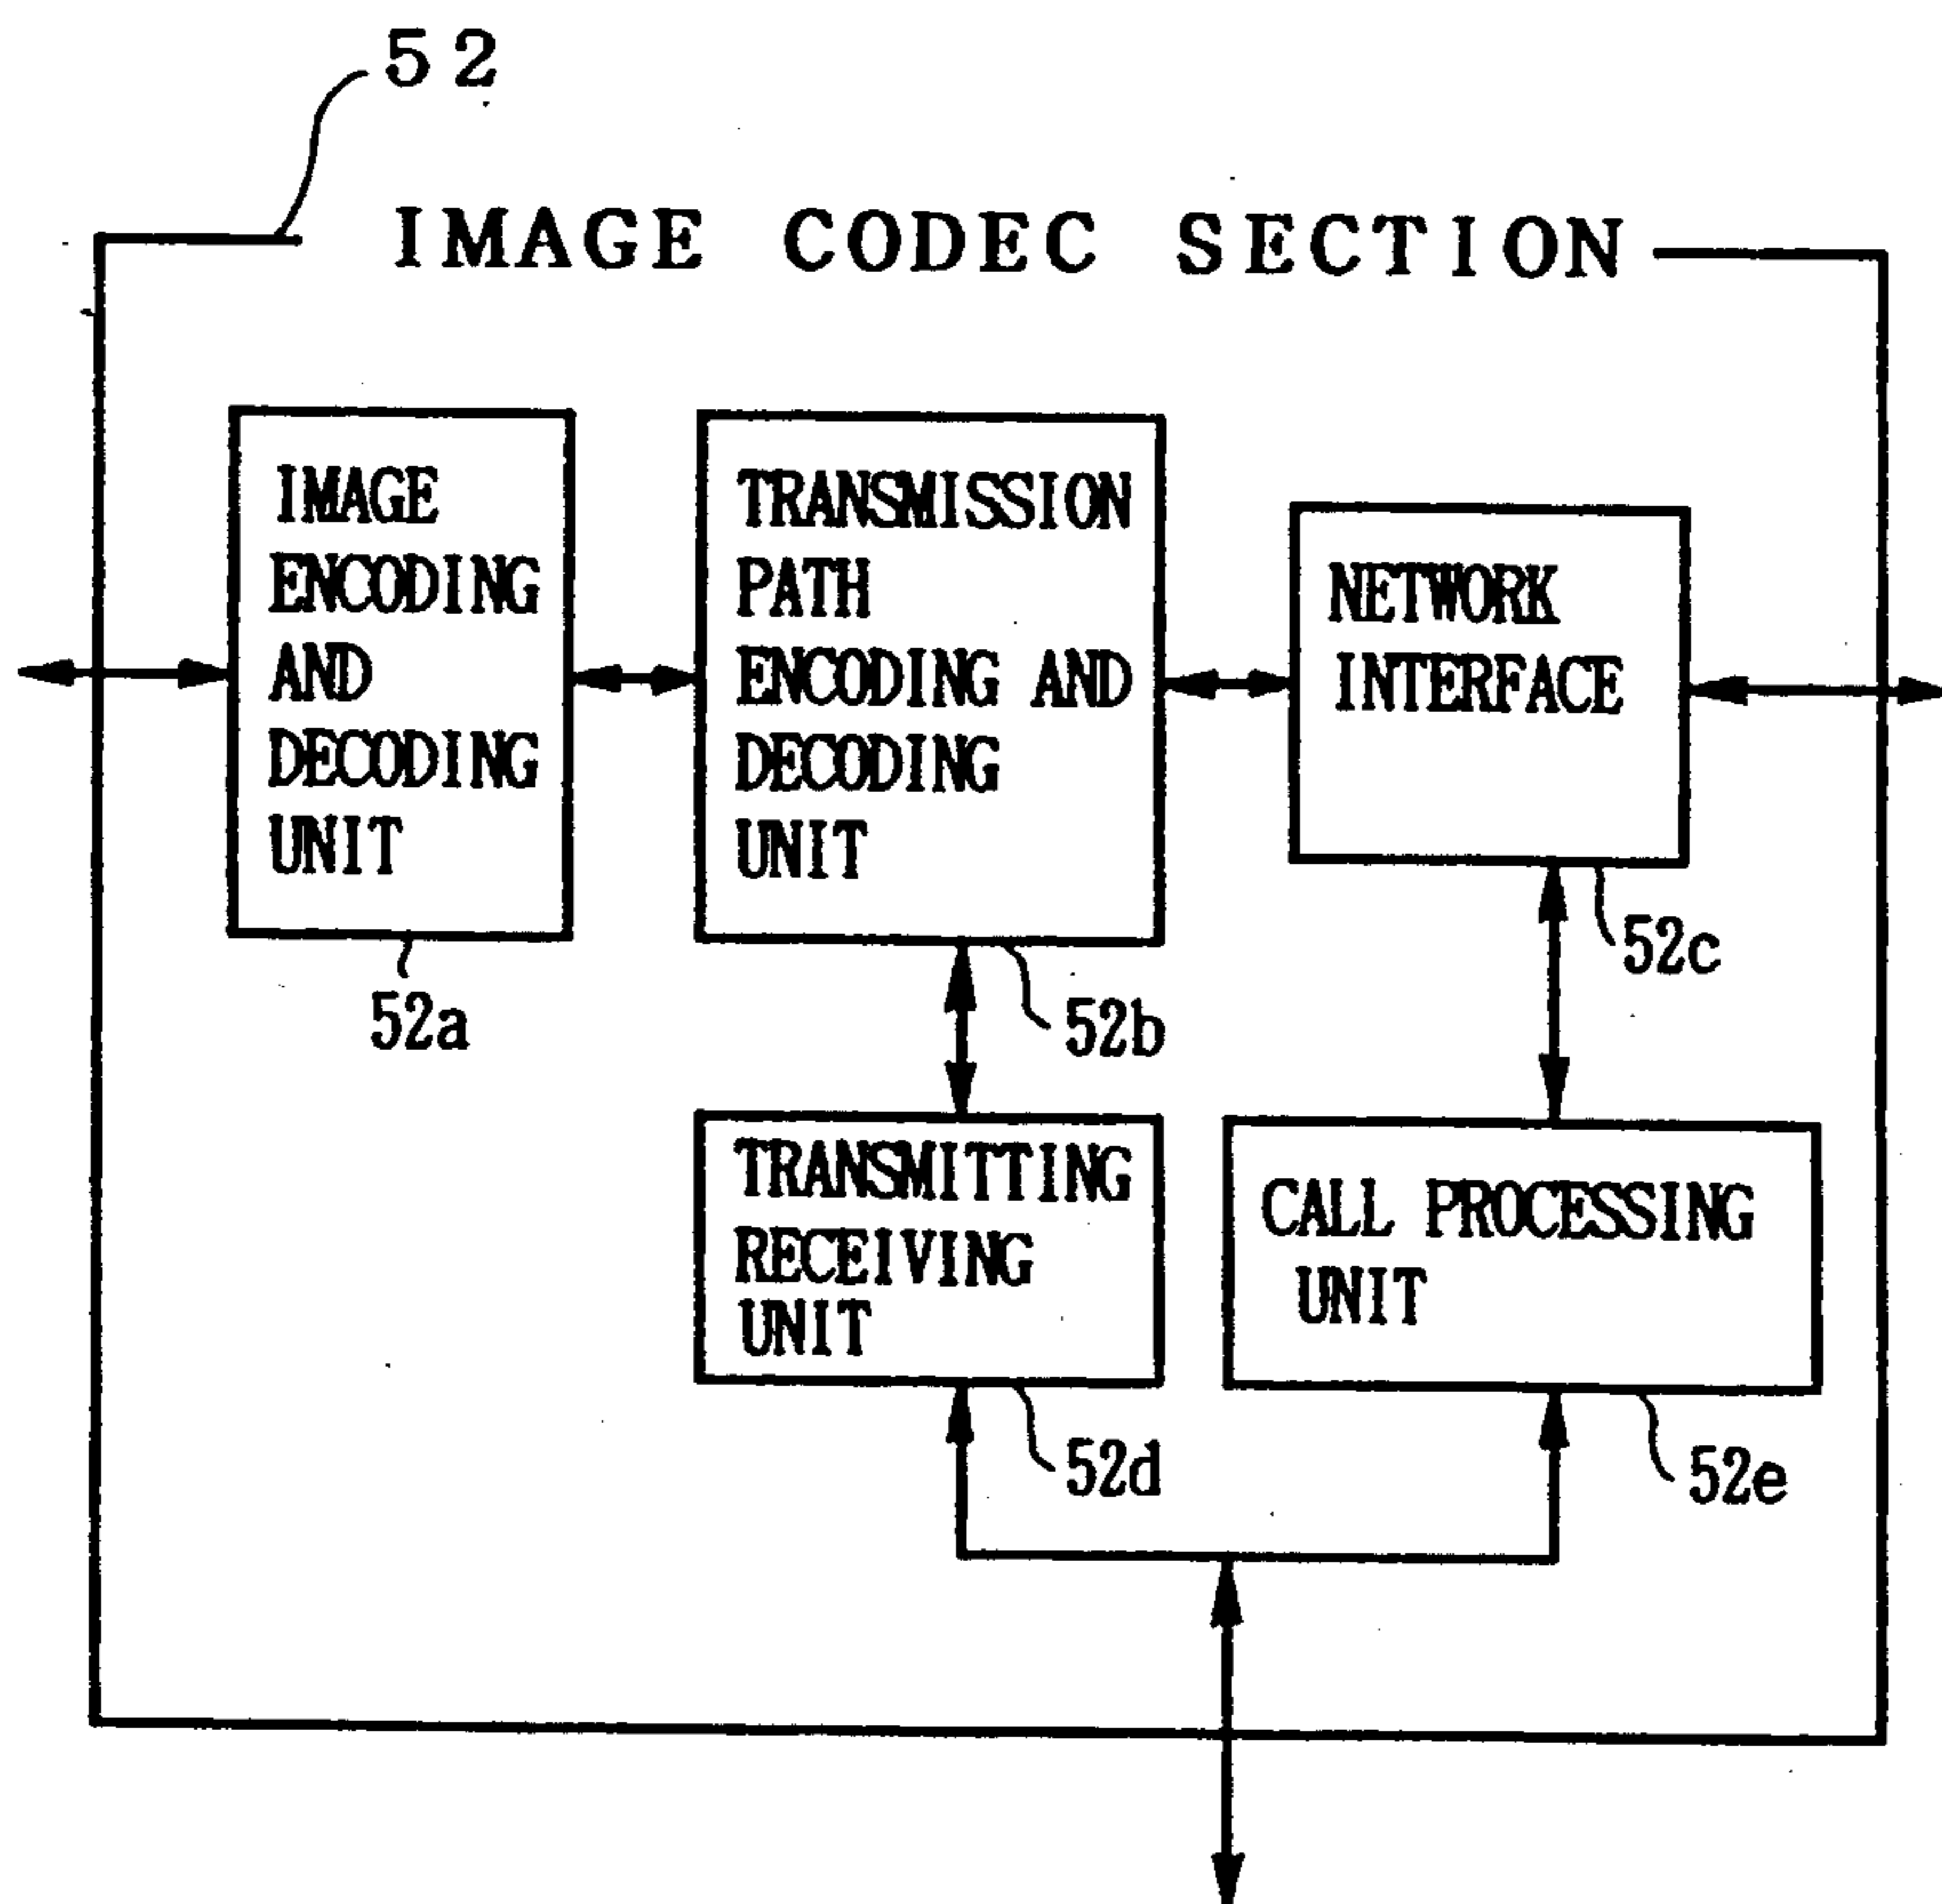 52
IMAGE CODEC SECTION
IMAGE
ENCODING
AND
DECODING
UNIT
52a
TRANSMISSION
PATH
ENCODING AND
DECODING
UNIT
52b
NETWORK
INTERFACE
52c
TRANSMITTING
RECEIVING
UNIT
52d
CALL PROCESSING
UNIT
52e